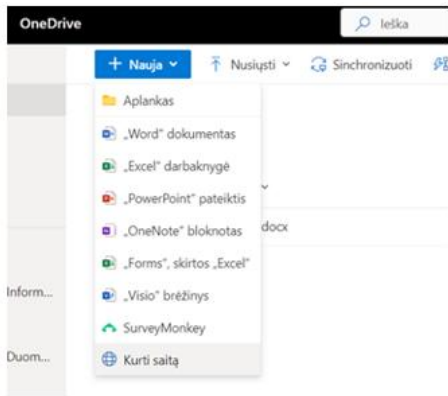 OneDrive
Ieška
+ Nauja
Nusiųsti
Sinchronizuoti
Aplankas
„Word" dokumentas
„Excel" darbaknygė
„PowerPoint" pateiktis
docx
„OneNote" bloknotas
„Forms", skirtos „Excel"
Inform...
„Visio" brėžinys
SurveyMonkey
Duom...
Kurti saitą